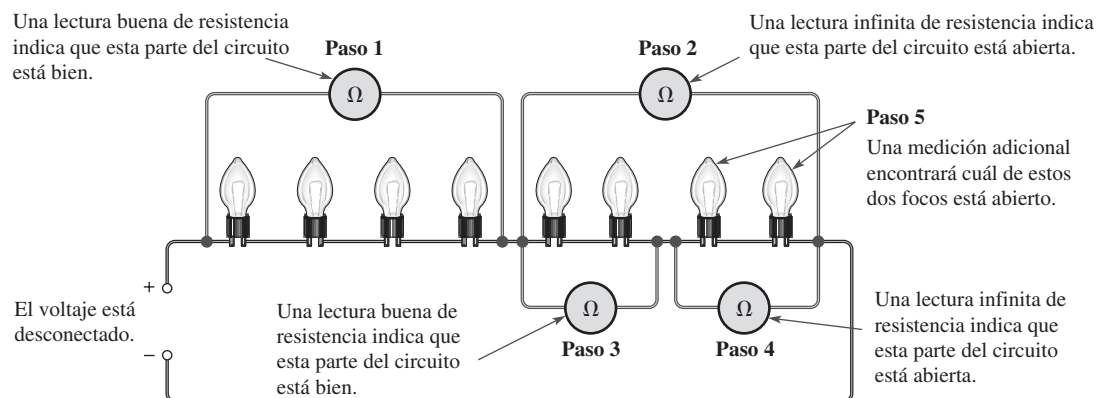 Una lectura buena de resistencia
indica que esta parte del circuito
está bien.
Paso 1
Ω
Paso 2
Ω
Una lectura infinita de resistencia indica
que esta parte del circuito está abierta.
Paso 5
Una medición adicional
encontrará cuál de estos
dos focos está abierto.
+
El voltaje está
desconectado.
–
Una lectura buena de
resistencia indica que
esta parte del circuito
está bien.
Ω
Paso 3
Ω
Paso 4
Una lectura infinita de
resistencia indica que
esta parte del circuito
está abierta.